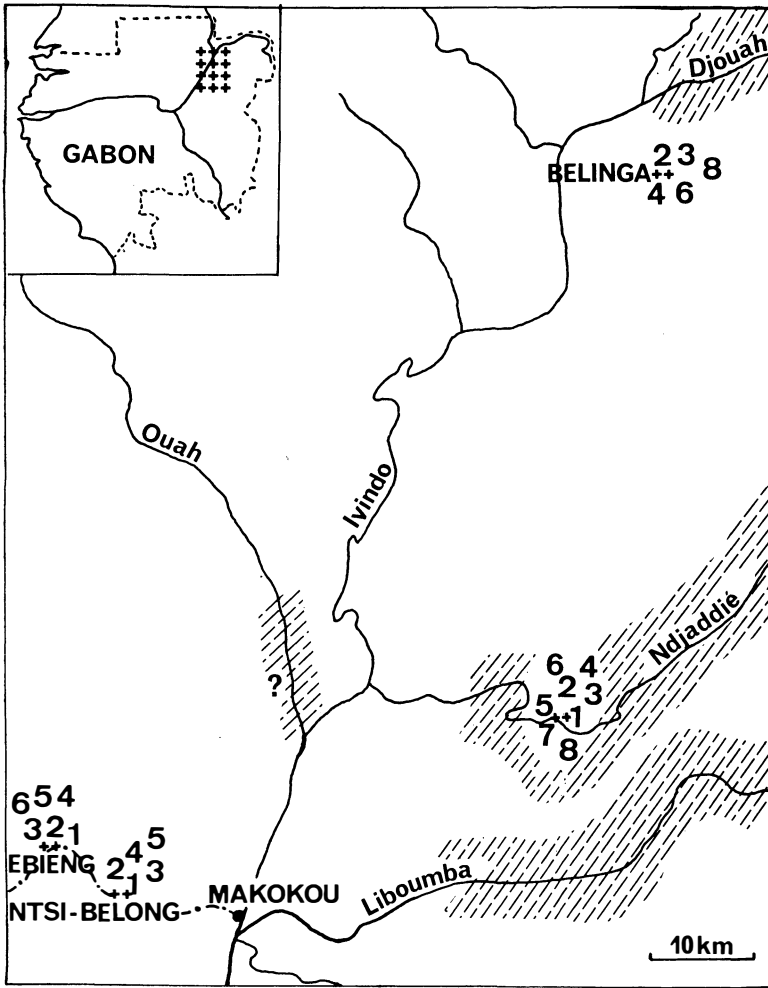 GABON
Djouah
2 3 8
BELINGA
4 6
Ouah
Ivindo
Ndjaddié
6 4
2 3
5 1
7 8
?
6 5 4
3 2 1
EBIENG
5
2 4 3
1
NTSI-BELONG
MAKOKOU
Liboumba
10 km